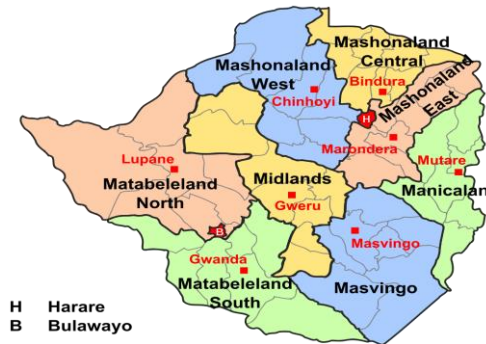 Mashonaland
Central
Bindura
Mashonaland
West
Chinhoyi
Mashonaland
East
H
Marondera
Lupane
Matabeleland
North
Midlands
Gweru
Mutare
Manicalan
B
Masvingo
Gwanda
Matabeleland
South
Masvingo
H Harare
B Bulawayo